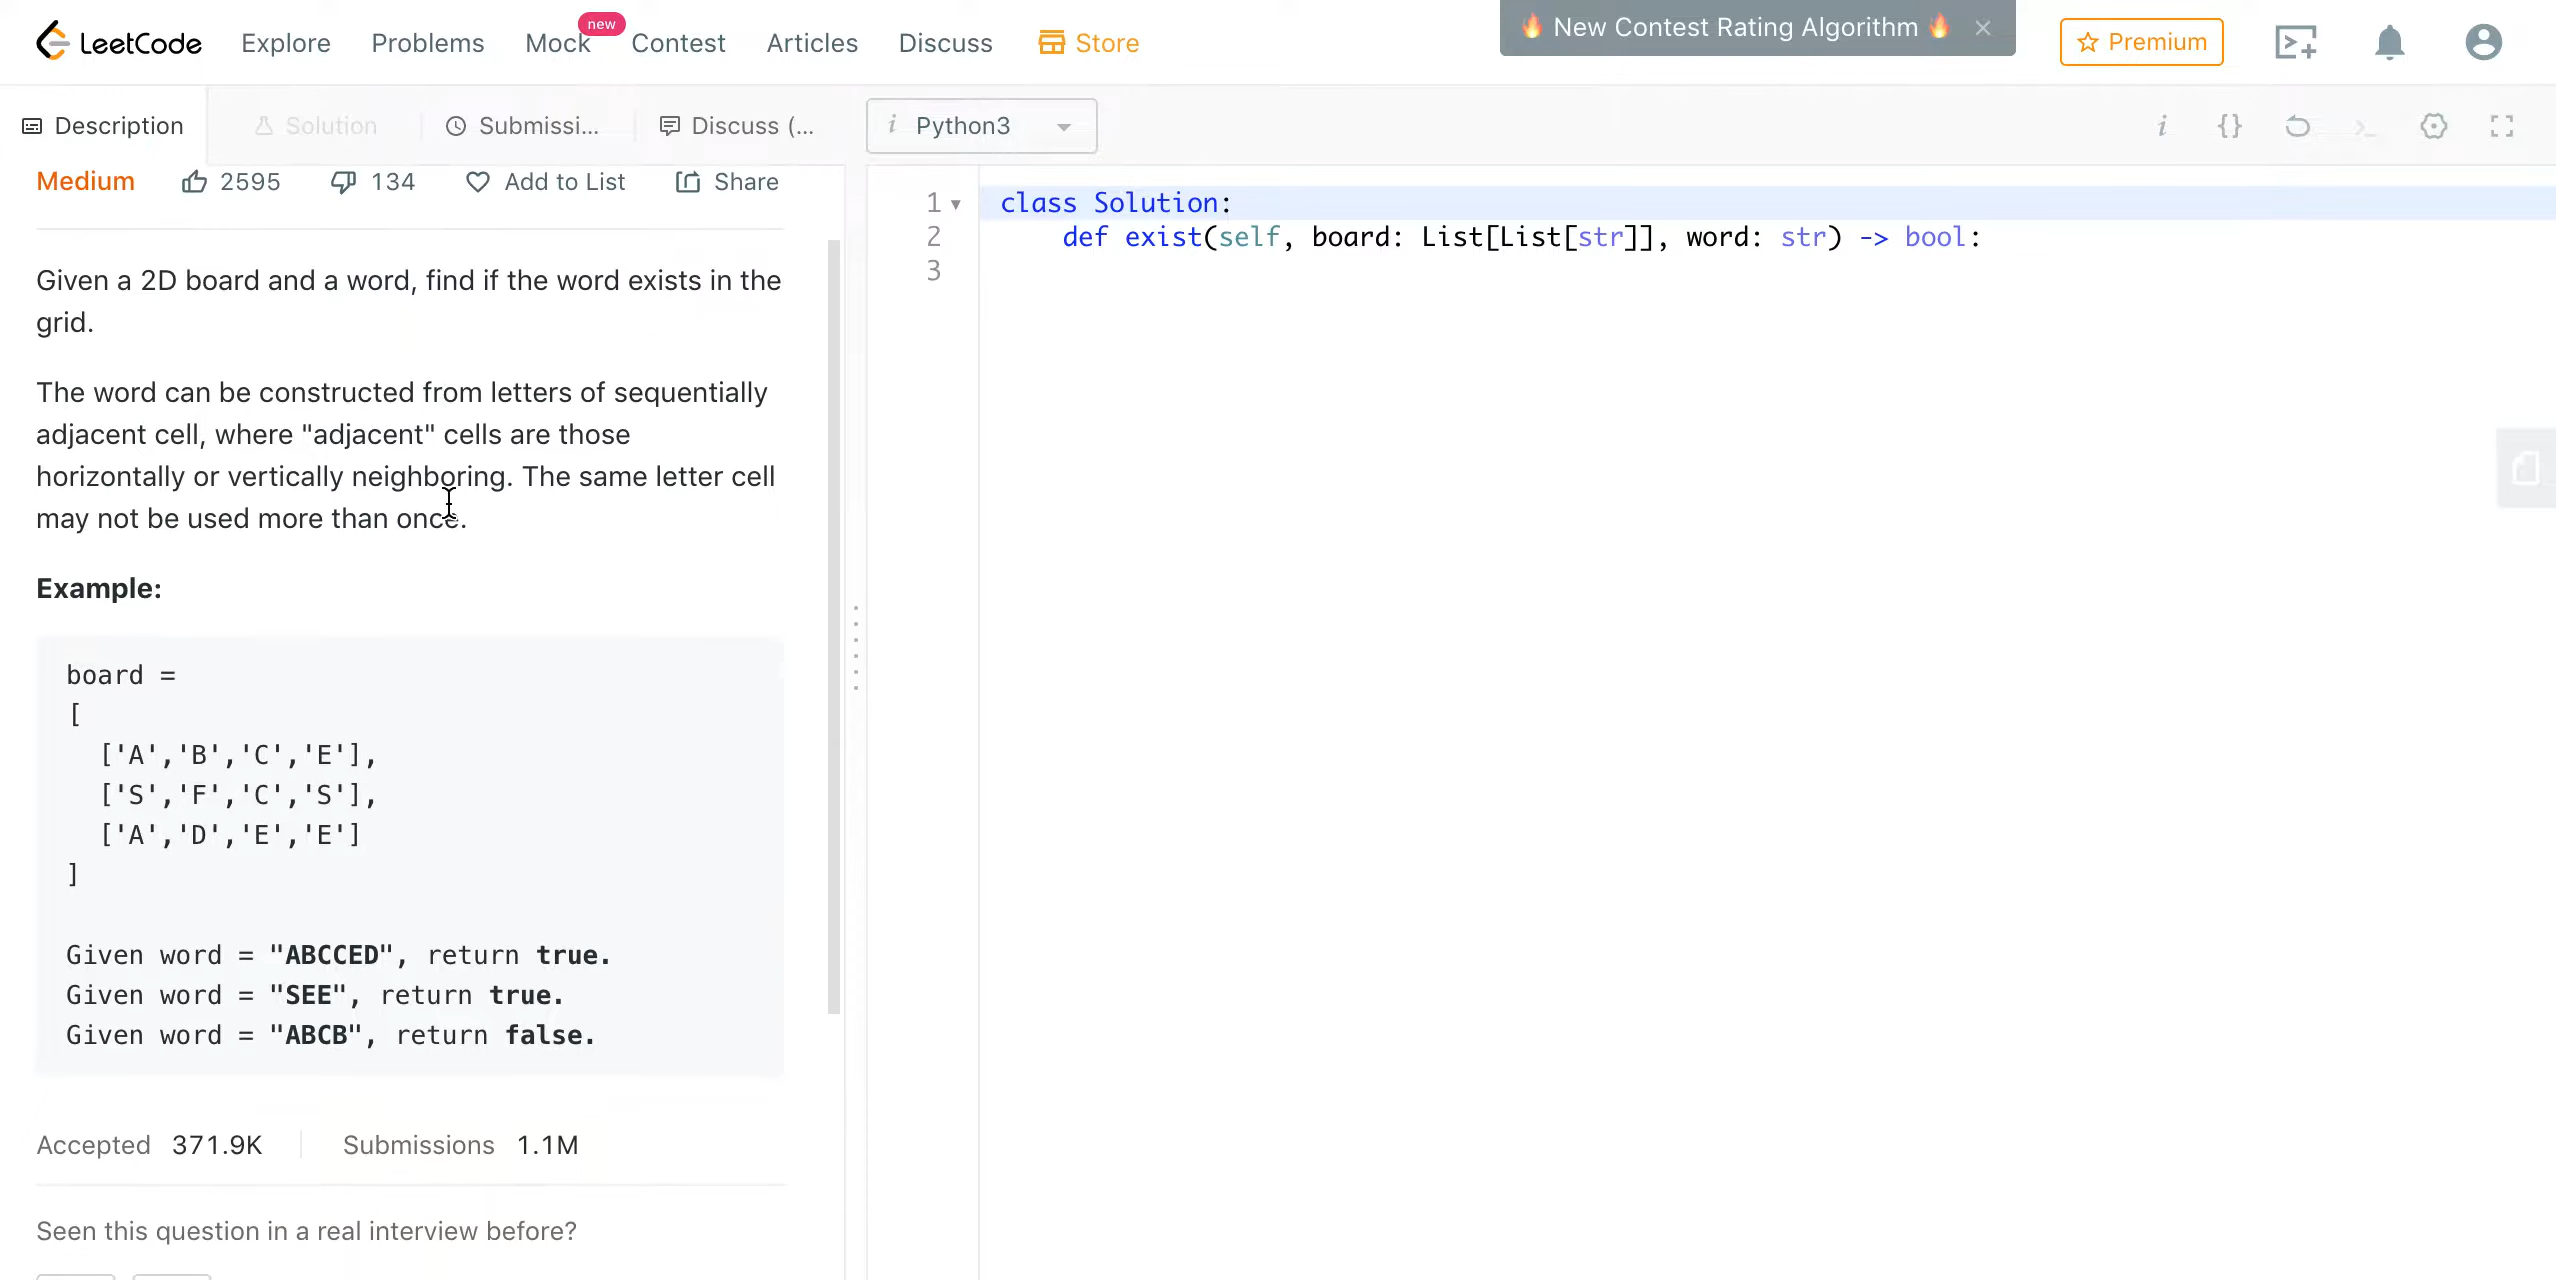 LeetCode Explore Problems Mock new Contest Articles Discuss Store 🔥 New Contest Rating Algorithm 🔥 × Premium
Description Solution Submissi... Discuss (... i Python3 i {}
Medium 2595 134 Add to List Share
Given a 2D board and a word, find if the word exists in the
grid.
The word can be constructed from letters of sequentially
adjacent cell, where "adjacent" cells are those
horizontally or vertically neighboring. The same letter cell
may not be used more than once.
Example:
board =
[
  ['A','B','C','E'],
  ['S','F','C','S'],
  ['A','D','E','E']
]
Given word = "ABCCED", return true.
Given word = "SEE", return true.
Given word = "ABCB", return false.
Accepted 371.9K Submissions 1.1M
Seen this question in a real interview before?
1 class Solution:
2     def exist(self, board: List[List[str]], word: str) -> bool:
3